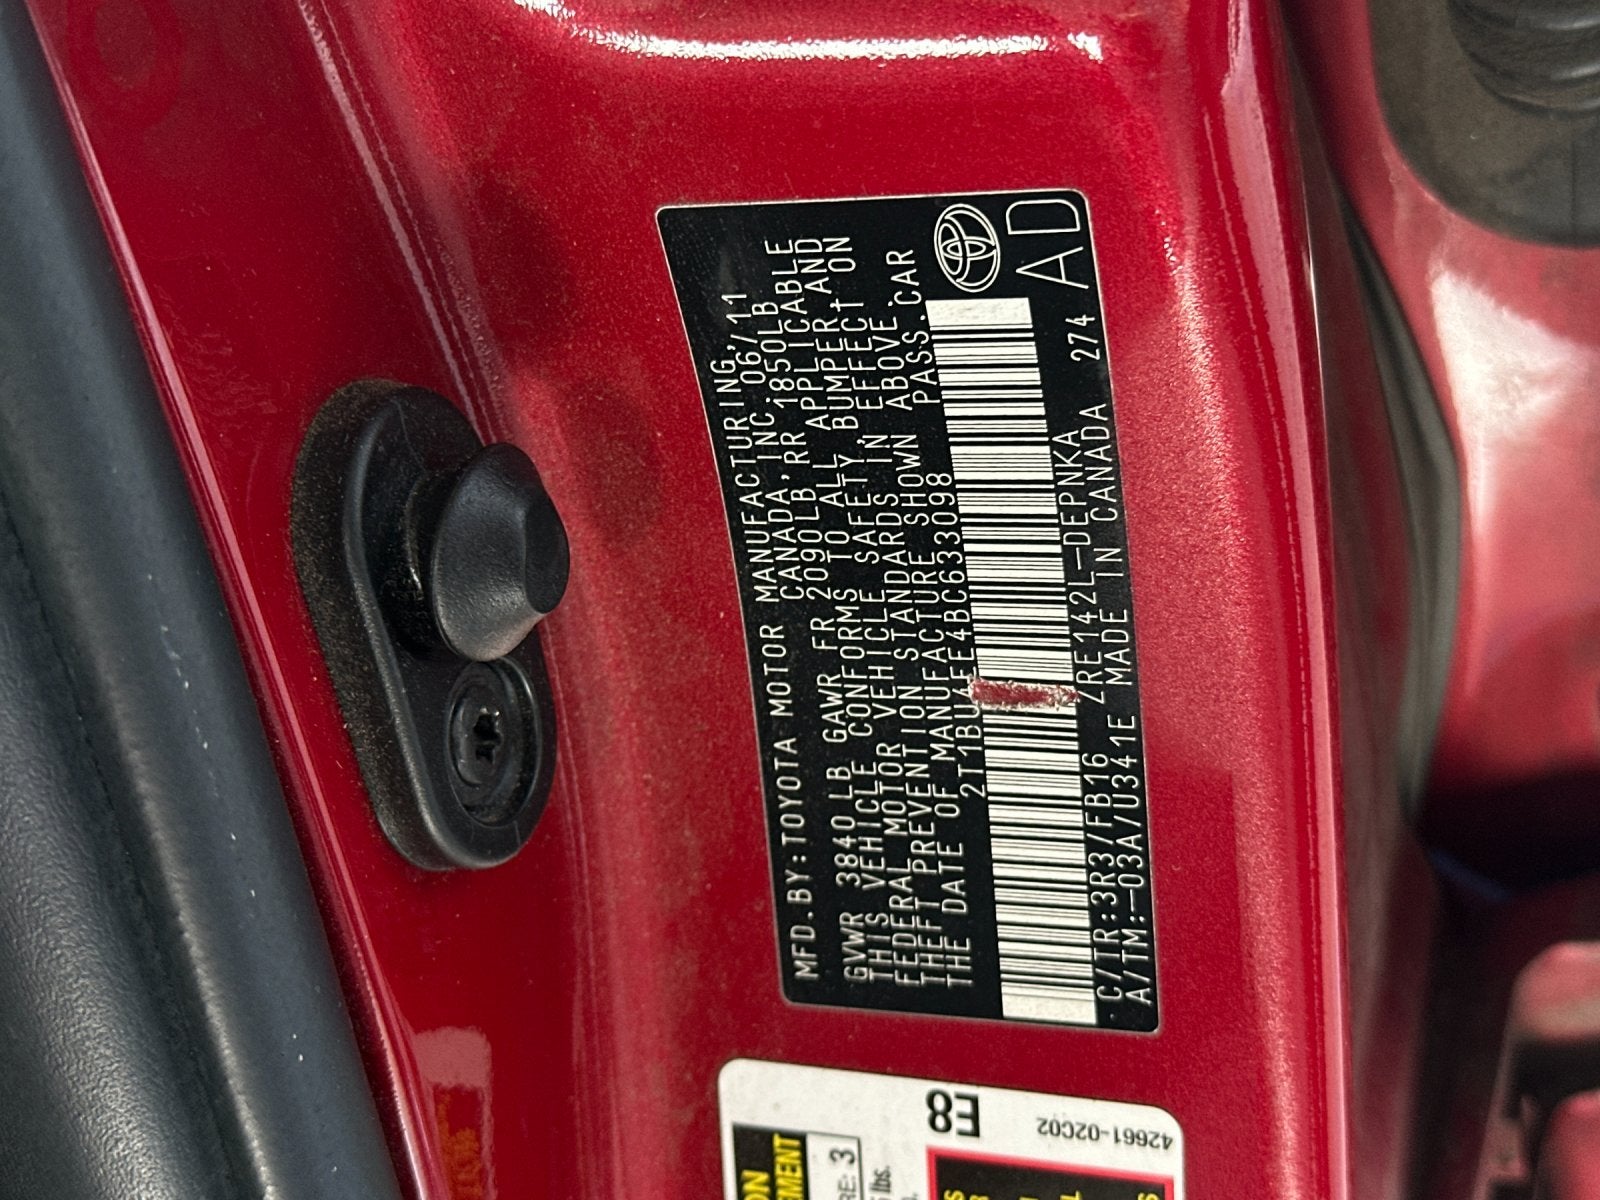 MFD.BY:TOYOTA MOTOR MANUFACTURING,
CANADA,INC. 06/11
GVWR 3840LB GAWR FR 2090LB,RR 1850LB
THIS VEHICLE CONFORMS TO ALL APPLICABLE
FEDERAL MOTOR VEHICLE SAFETY,BUMPER,AND
THEFT PREVENTION STANDARDS IN EFFECT ON
THE DATE OF MANUFACTURE SHOWN ABOVE.
2T1BU4EE4BC633098 PASS.CAR
AD
C/TR:3R3/FB16 ZRE142L-DEPNKA 274
A/TM:-03A/U341E MADE IN CANADA
E8
42661-02C02